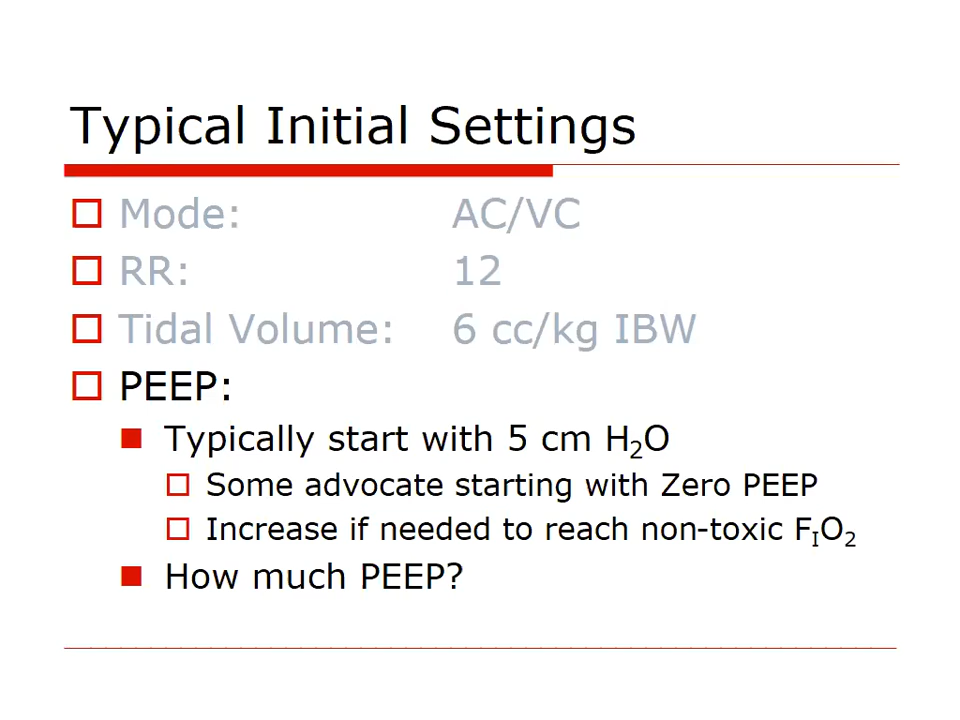 Typical Initial Settings
Mode: AC/VC
RR: 12
Tidal Volume: 6 cc/kg IBW
PEEP:
Typically start with 5 cm H₂O
Some advocate starting with Zero PEEP
Increase if needed to reach non-toxic FIO₂
How much PEEP?